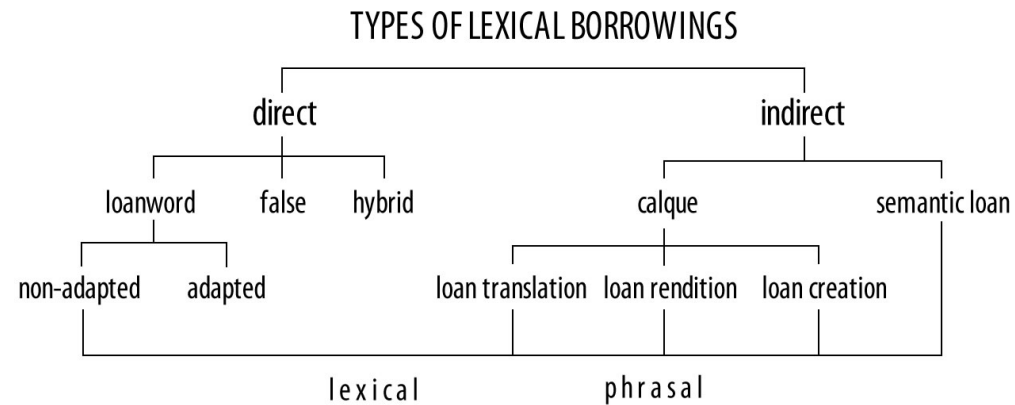 TYPES OF LEXICAL BORROWINGS
direct indirect
loanword false hybrid calque semantic loan
non-adapted adapted loan translation loan rendition loan creation
lexical phrasal